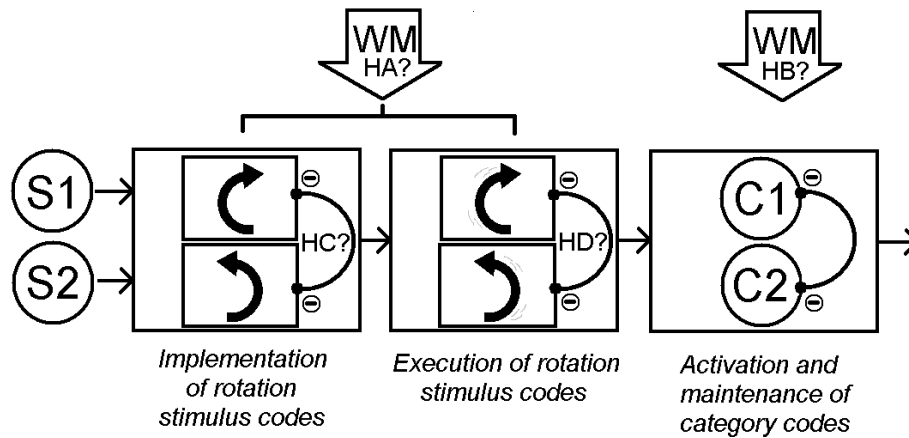 WM
HA?
WM
HB?
S1
S2
HC?
HD?
C1
C2
Implementation
of rotation
stimulus codes
Execution of rotation
stimulus codes
Activation and
maintenance of
category codes